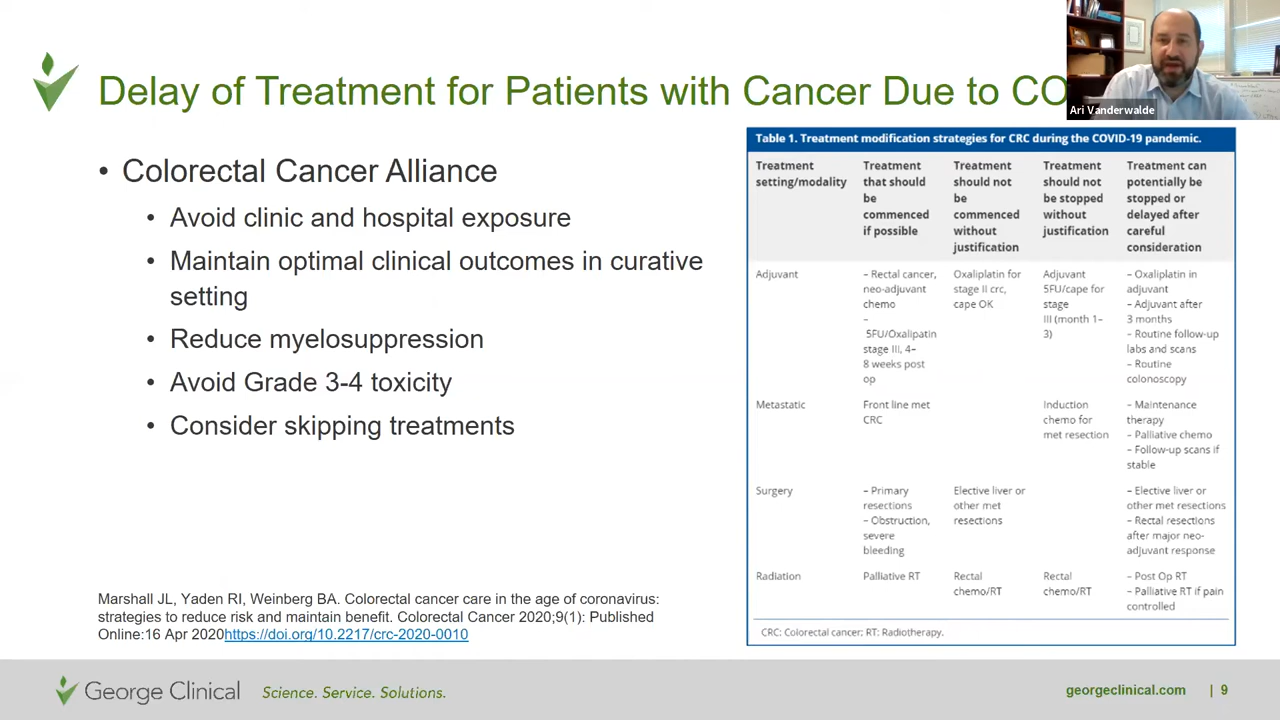 Delay of Treatment for Patients with Cancer Due to CO
Ari Vanderwalde
• Colorectal Cancer Alliance
• Avoid clinic and hospital exposure
• Maintain optimal clinical outcomes in curative
setting
• Reduce myelosuppression
• Avoid Grade 3-4 toxicity
• Consider skipping treatments
Marshall JL, Yaden RI, Weinberg BA. Colorectal cancer care in the age of coronavirus:
strategies to reduce risk and maintain benefit. Colorectal Cancer 2020;9(1): Published
Online:16 Apr 2020https://doi.org/10.2217/crc-2020-0010
Table 1. Treatment modification strategies for CRC during the COVID-19 pandemic.
Treatment
setting/modality
Treatment
that should
be
commenced
if possible
Treatment
should not
be
commenced
without
justification
Treatment
should not
be stopped
without
justification
Treatment can
potentially be
stopped or
delayed after
careful
consideration
Adjuvant
– Rectal cancer,
neo-adjuvant
chemo
–
5FU/Oxalipatin
stage III, 4–
8 weeks post
op
Oxaliplatin for
stage II crc,
cape OK
Adjuvant
5FU/cape for
stage
III (month 1–
3)
– Oxaliplatin in
adjuvant
– Adjuvant after
3 months
– Routine follow-up
labs and scans
– Routine
colonoscopy
Metastatic
Front line met
CRC
Induction
chemo for
met resection
– Maintenance
therapy
– Palliative chemo
– Follow-up scans if
stable
Surgery
– Primary
resections
– Obstruction,
severe
bleeding
Elective liver or
other met
resections
– Elective liver or
other met resections
– Rectal resections
after major neo-
adjuvant response
Radiation
Palliative RT
Rectal
chemo/RT
Rectal
chemo/RT
– Post Op RT
– Palliative RT if pain
controlled
CRC: Colorectal cancer; RT: Radiotherapy.
George Clinical Science. Service. Solutions.
georgeclinical.com | 9